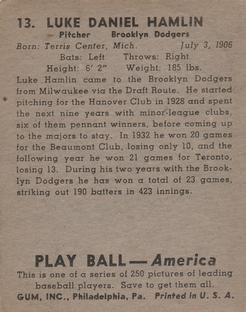 13. LUKE DANIEL HAMLIN
Pitcher Brooklyn Dodgers
Born: Terris Center, Mich. July 3, 1906
Bats: Left Throws: Right
Height: 6' 2" Weight: 185 lbs.
Luke Hamlin came to the Brooklyn Dodgers
from Milwaukee via the Draft Route. He started
pitching for the Hanover Club in 1928 and spent
the next nine years with minor-league clubs,
six of them pennant winners, before coming up
to the majors to stay. In 1932 he won 20 games
for the Beaumont Club, losing only 10, and the
following year he won 21 games for Teronto,
losing 13. During his two years with the Brook-
lyn Dodgers he has won a total of 23 games,
striking out 190 batters in 423 innings.
PLAY BALL — America
This is one of a series of 250 pictures of leading
baseball players. Save to get them all.
GUM, INC., Philadelphia, Pa. Printed in U. S. A.